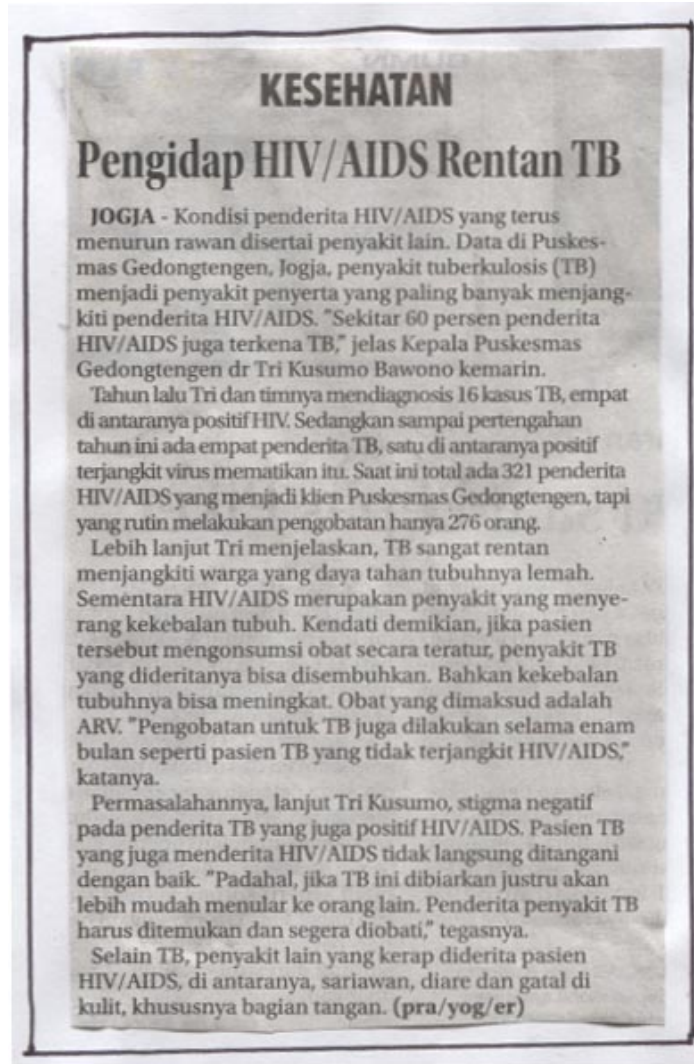 KESEHATAN
Pengidap HIV/AIDS Rentan TB
JOGJA - Kondisi penderita HIV/AIDS yang terus
menurun rawan disertai penyakit lain. Data di Puskes-
mas Gedongtengen, Jogja, penyakit tuberkulosis (TB)
menjadi penyakit penyerta yang paling banyak menjang-
kiti penderita HIV/AIDS. "Sekitar 60 persen penderita
HIV/AIDS juga terkena TB," jelas Kepala Puskesmas
Gedongtengen dr Tri Kusumo Bawono kemarin.
Tahun lalu Tri dan timnya mendiagnosis 16 kasus TB, empat
di antaranya positif HIV. Sedangkan sampai pertengahan
tahun ini ada empat penderita TB, satu di antaranya positif
terjangkit virus mematikan itu. Saat ini total ada 321 penderita
HIV/AIDS yang menjadi klien Puskesmas Gedongtengen, tapi
yang rutin melakukan pengobatan hanya 276 orang.
Lebih lanjut Tri menjelaskan, TB sangat rentan
menjangkiti warga yang daya tahan tubuhnya lemah.
Sementara HIV/AIDS merupakan penyakit yang menye-
rang kekebalan tubuh. Kendati demikian, jika pasien
tersebut mengonsumsi obat secara teratur, penyakit TB
yang dideritanya bisa disembuhkan. Bahkan kekebalan
tubuhnya bisa meningkat. Obat yang dimaksud adalah
ARV. "Pengobatan untuk TB juga dilakukan selama enam
bulan seperti pasien TB yang tidak terjangkit HIV/AIDS,"
katanya.
Permasalahannya, lanjut Tri Kusumo, stigma negatif
pada penderita TB yang juga positif HIV/AIDS. Pasien TB
yang juga menderita HIV/AIDS tidak langsung ditangani
dengan baik. "Padahal, jika TB ini dibiarkan justru akan
lebih mudah menular ke orang lain. Penderita penyakit TB
harus ditemukan dan segera diobati," tegasnya.
Selain TB, penyakit lain yang kerap diderita pasien
HIV/AIDS, di antaranya, sariawan, diare dan gatal di
kulit, khususnya bagian tangan. (pra/yog/er)